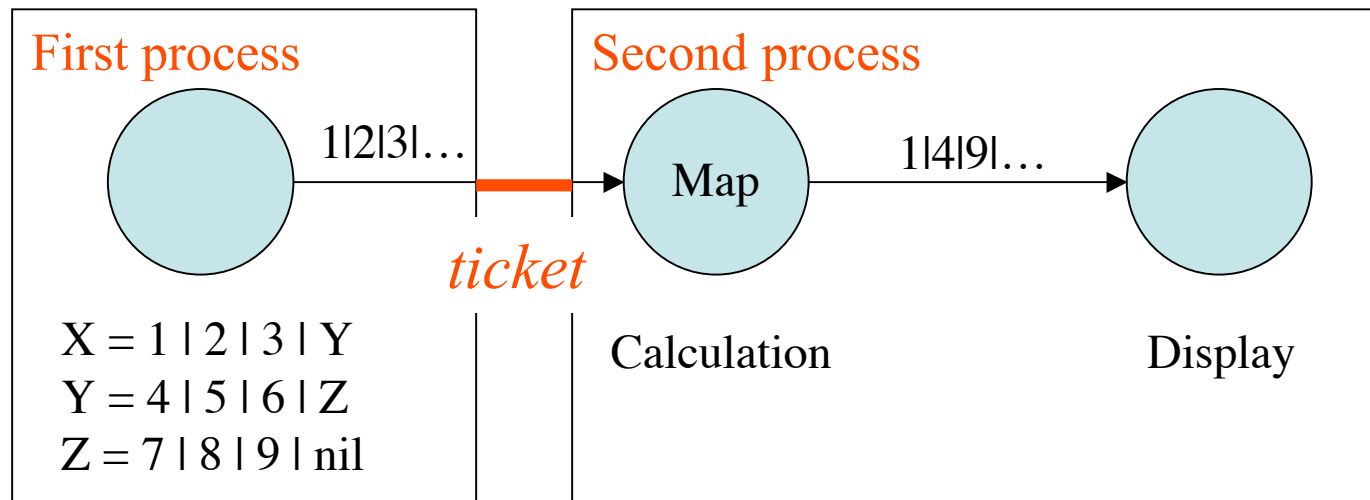 First process
Second process
1|2|3|…
Map
1|4|9|…
ticket
X = 1 | 2 | 3 | Y
Y = 4 | 5 | 6 | Z
Z = 7 | 8 | 9 | nil
Calculation
Display